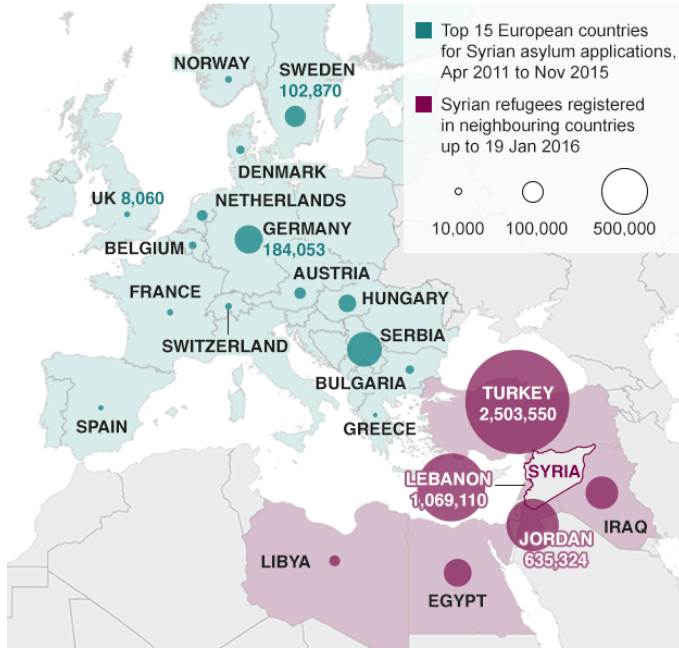 Top 15 European countries
for Syrian asylum applications,
Apr 2011 to Nov 2015
Syrian refugees registered
in neighbouring countries
up to 19 Jan 2016
10,000
100,000
500,000
NORWAY
SWEDEN
102,870
DENMARK
UK 8,060
NETHERLANDS
GERMANY
184,053
BELGIUM
AUSTRIA
FRANCE
HUNGARY
SWITZERLAND
SERBIA
BULGARIA
SPAIN
GREECE
TURKEY
2,503,550
LEBANON
1,069,110
SYRIA
IRAQ
JORDAN
635,324
LIBYA
EGYPT